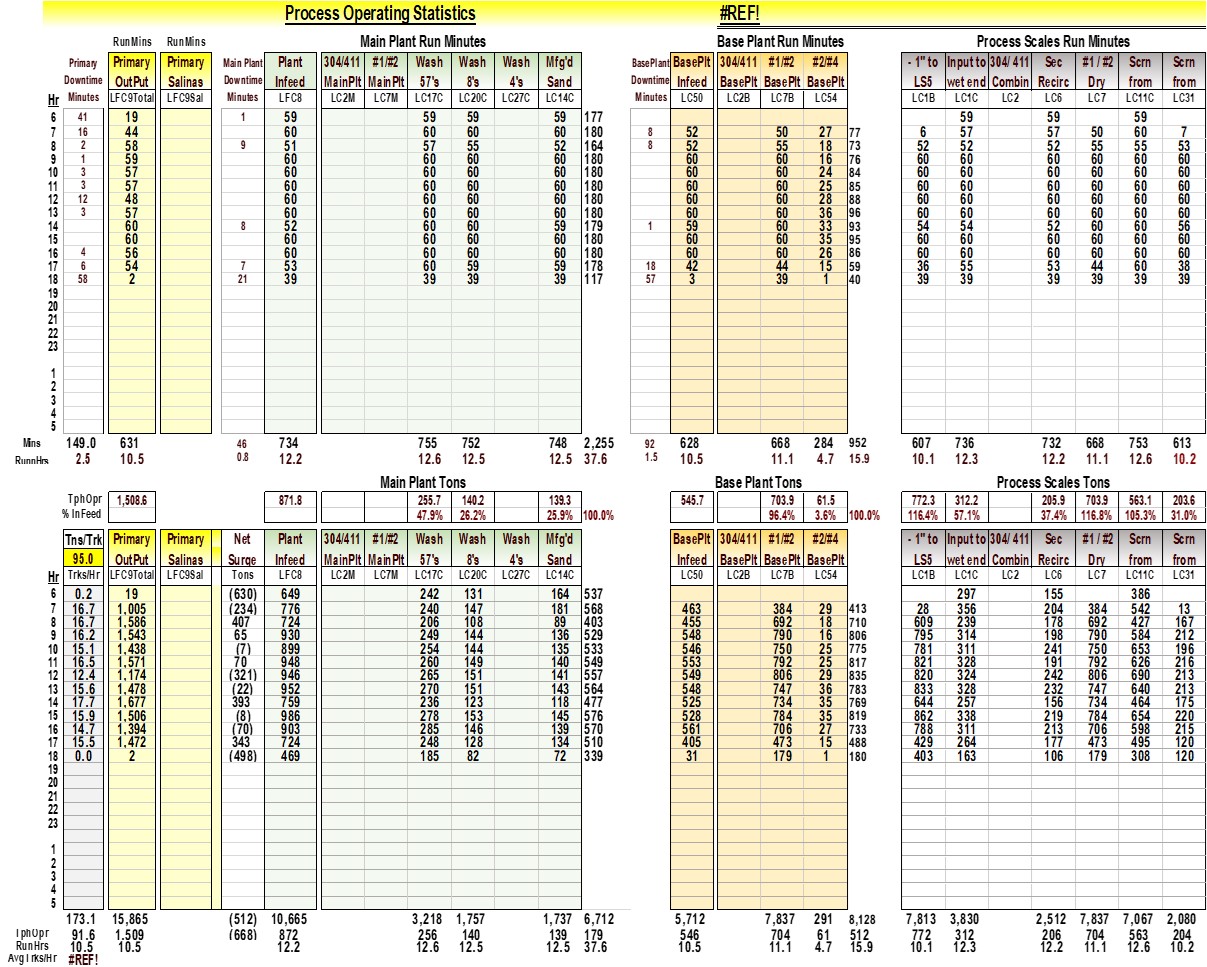 Process Operating Statistics #REF!
RunMins RunMins Main Plant Run Minutes Base Plant Run Minutes Process Scales Run Minutes
Primary Primary Primary Main Plant Plant 304/411 #1/#2 Wash Wash Wash Mfg'd BasePlant BasePlt 304/411 #1/#2 #2/#4 - 1" to Input to 304/ 411 Sec #1 / #2 Scrn Scrn
Downtime OutPut Salinas Downtime Infeed MainPlt MainPlt 57's 8's 4's Sand Downtime Infeed BasePlt BasePlt BasePlt LS5 wet end Combin Recirc Dry from from
Hr Minutes LFC9Total LFC9Sal Minutes LFC8 LC2M LC7M LC17C LC20C LC27C LC14C Minutes LC50 LC2B LC7B LC54 LC1B LC1C LC2 LC6 LC7 LC11C LC31
6 41 19 1 59 59 59 59 177 59 59 59
7 16 44 60 60 60 60 180 8 52 50 27 77 6 57 57 50 60 7
8 2 58 9 51 57 55 52 164 8 52 55 18 73 52 52 52 55 55 53
9 1 59 60 60 60 60 180 60 60 16 76 60 60 60 60 60 60
10 3 57 60 60 60 60 180 60 60 24 84 60 60 60 60 60 60
11 3 57 60 60 60 60 180 60 60 25 85 60 60 60 60 60 60
12 12 48 60 60 60 60 180 60 60 28 88 60 60 60 60 60 60
13 3 57 60 60 60 60 180 60 60 36 96 60 60 60 60 60 60
14 60 8 52 60 60 59 179 1 59 60 33 93 54 54 52 60 60 56
15 60 60 60 60 60 180 60 60 35 95 60 60 60 60 60 60
16 4 56 60 60 60 60 180 60 60 26 86 60 60 60 60 60 60
17 6 54 7 53 60 59 59 178 18 42 44 15 59 36 55 53 44 60 38
18 58 2 21 39 39 39 39 117 57 3 39 1 40 39 39 39 39 39 39
19
20
21
22
23
1
2
3
4
5
Mins 149.0 631 46 734 755 752 748 2,255 92 628 668 284 952 607 736 732 668 753 613
RunnHrs 2.5 10.5 0.8 12.2 12.6 12.5 12.5 37.6 1.5 10.5 11.1 4.7 15.9 10.1 12.3 12.2 11.1 12.6 10.2
Main Plant Tons Base Plant Tons Process Scales Tons
TphOpr 1,508.6 871.8 255.7 140.2 139.3 545.7 703.9 61.5 772.3 312.2 205.9 703.9 563.1 203.6
% InFeed 47.9% 26.2% 25.9% 100.0% 96.4% 3.6% 100.0% 116.4% 57.1% 37.4% 116.8% 105.3% 31.0%
Tns/Trk Primary Primary Net Plant 304/411 #1/#2 Wash Wash Wash Mfg'd BasePlt 304/411 #1/#2 #2/#4 - 1" to Input to 304/ 411 Sec #1 / #2 Scrn Scrn
95.0 OutPut Salinas Surge Infeed MainPlt MainPlt 57's 8's 4's Sand Infeed BasePlt BasePlt BasePlt LS5 wet end Combin Recirc Dry from from
Hr Trks/Hr LFC9Total LFC9Sal Tons LFC8 LC2M LC7M LC17C LC20C LC27C LC14C LC50 LC2B LC7B LC54 LC1B LC1C LC2 LC6 LC7 LC11C LC31
6 0.2 19 (630) 649 242 131 164 537 297 155 386
7 16.7 1,005 (234) 776 240 147 181 568 463 384 29 413 28 356 204 384 542 13
8 16.7 1,586 407 724 206 108 89 403 455 692 18 710 609 239 178 692 427 167
9 16.2 1,543 65 930 249 144 136 529 548 790 16 806 795 314 198 790 584 212
10 15.1 1,438 (7) 899 254 144 135 533 546 750 25 775 781 311 241 750 653 196
11 16.5 1,571 70 948 260 149 140 549 553 792 25 817 821 328 191 792 626 216
12 12.4 1,174 (321) 946 265 151 141 557 549 806 29 835 820 324 242 806 690 213
13 15.6 1,478 (22) 952 270 151 143 564 548 747 36 783 833 328 232 747 640 213
14 17.7 1,677 393 759 236 123 118 477 525 734 35 769 644 257 156 734 464 175
15 15.9 1,506 (8) 986 278 153 145 576 528 784 35 819 862 338 219 784 654 220
16 14.7 1,394 (70) 903 285 146 139 570 561 706 27 733 788 311 213 706 598 215
17 15.5 1,472 343 724 248 128 134 510 405 473 15 488 429 264 177 473 495 120
18 0.0 2 (498) 469 185 82 72 339 31 179 1 180 403 163 106 179 308 120
19
20
21
22
23
1
2
3
4
5
173.1 15,865 (512) 10,665 3,218 1,757 1,737 6,712 5,712 7,837 291 8,128 7,813 3,830 2,512 7,837 7,067 2,080
TphOpr 91.6 1,509 (668) 872 256 140 139 179 546 704 61 512 772 312 206 704 563 204
RunHrs 10.5 10.5 12.2 12.6 12.5 12.5 37.6 10.5 11.1 4.7 15.9 10.1 12.3 12.2 11.1 12.6 10.2
AvgTrks/Hr #REF!